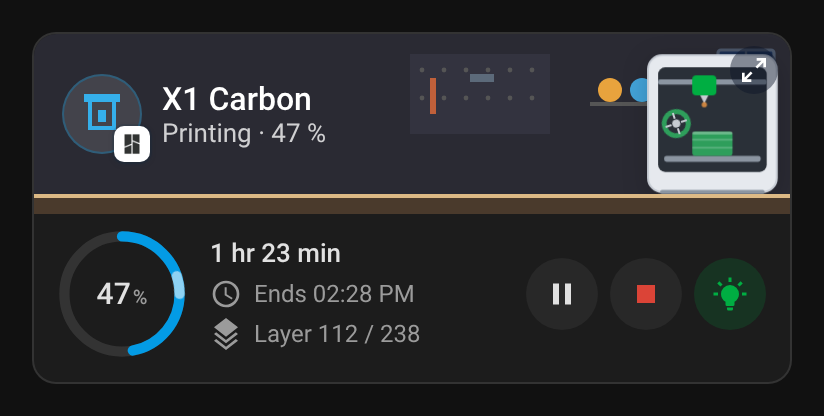 X1 Carbon
Printing · 47 %
47%
1 hr 23 min
Ends 02:28 PM
Layer 112 / 238